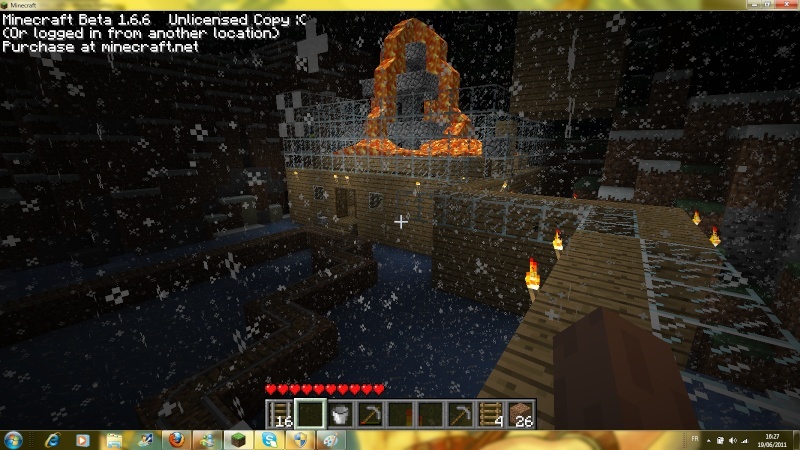 Minecraft
Minecraft Beta 1.6.6 Unlicensed Copy :(
(Or logged in from another location)
Purchase at minecraft.net
16
4
26
FR
16:27
19/06/2011